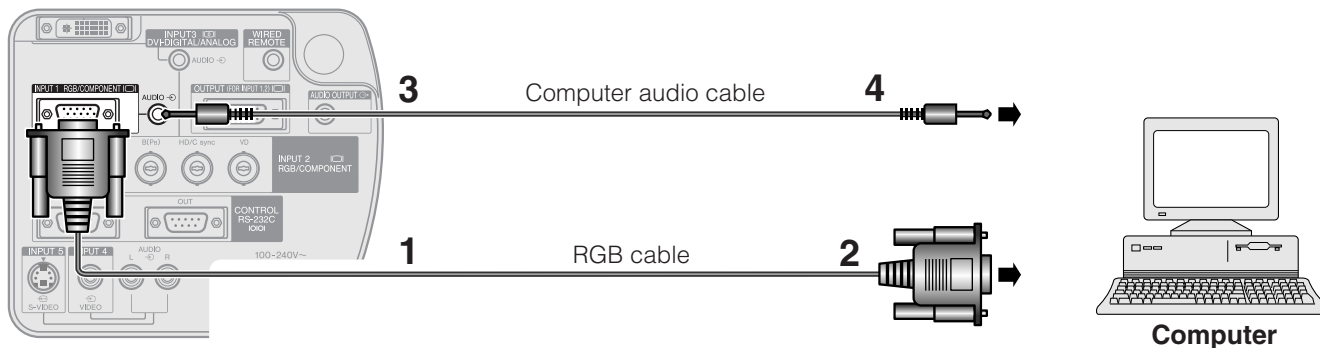 INPUT3
DVI-DIGITAL/ANALOG
WIRED
REMOTE
AUDIO
INPUT 1 RGB/COMPONENT
AUDIO
OUTPUT (FOR INPUT 1,2)
AUDIO OUTPUT
3
Computer audio cable
4
HD/C sync
VD
INPUT 2
RGB/COMPONENT
OUT
CONTROL
RS-232C
IOIOI
INPUT 5
INPUT 4
AUDIO
L
R
100-240V~
1
RGB cable
2
S-VIDEO
VIDEO
Computer